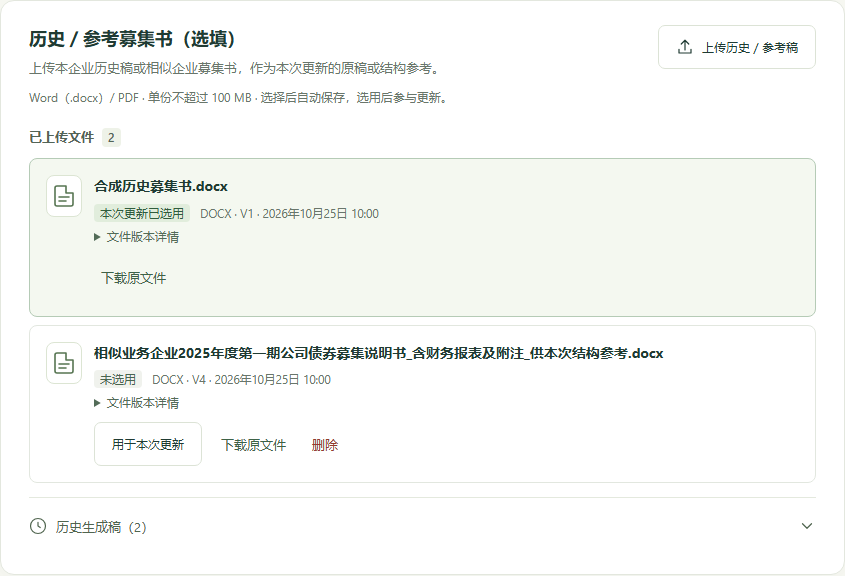 历史 / 参考募集书（选填）
上传历史 / 参考稿
上传本企业历史稿或相似企业募集书，作为本次更新的原稿或结构参考。
Word（.docx）/ PDF · 单份不超过 100 MB · 选择后自动保存，选用后参与更新。
已上传文件 2
合成历史募集书.docx
本次更新已选用 DOCX · V1 · 2026年10月25日 10:00
文件版本详情
下载原文件
相似业务企业2025年度第一期公司债券募集说明书_含财务报表及附注_供本次结构参考.docx
未选用 DOCX · V4 · 2026年10月25日 10:00
文件版本详情
用于本次更新 下载原文件 删除
历史生成稿（2）